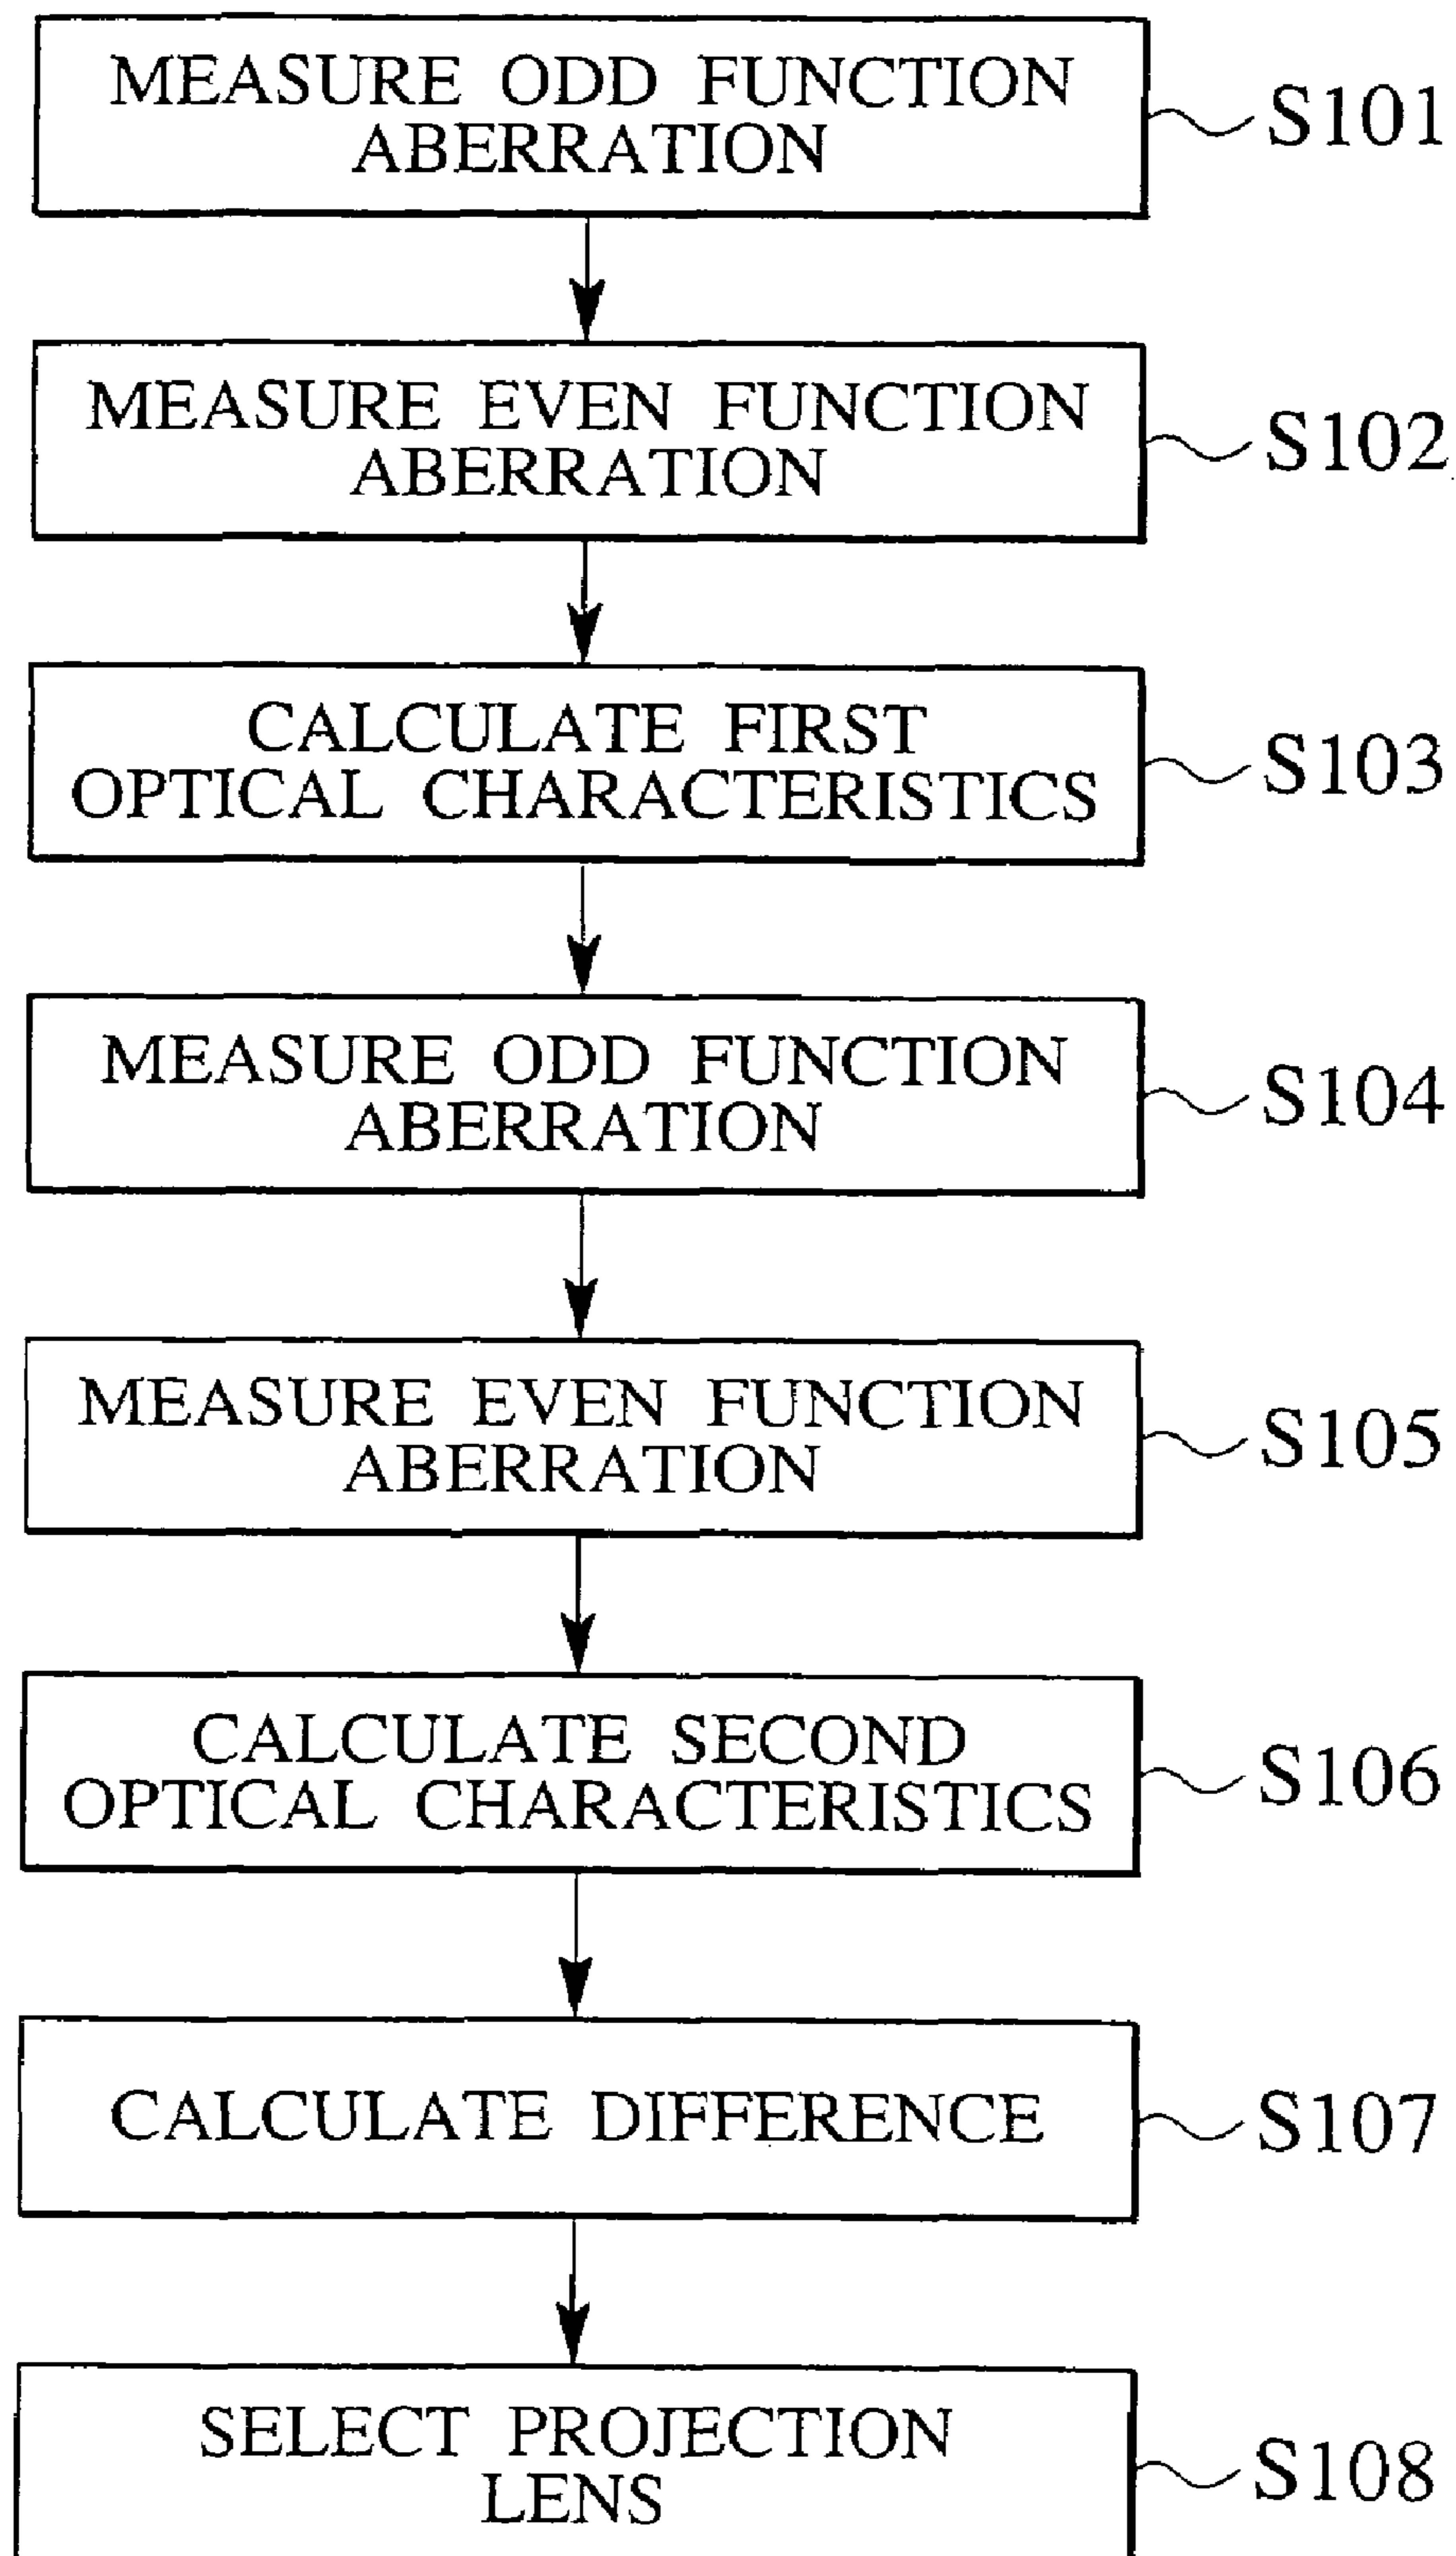 MEASURE ODD FUNCTION
ABERRATION
S101
MEASURE EVEN FUNCTION
ABERRATION
S102
CALCULATE FIRST
OPTICAL CHARACTERISTICS
S103
MEASURE ODD FUNCTION
ABERRATION
S104
MEASURE EVEN FUNCTION
ABERRATION
S105
CALCULATE SECOND
OPTICAL CHARACTERISTICS
S106
CALCULATE DIFFERENCE
S107
SELECT PROJECTION
LENS
S108